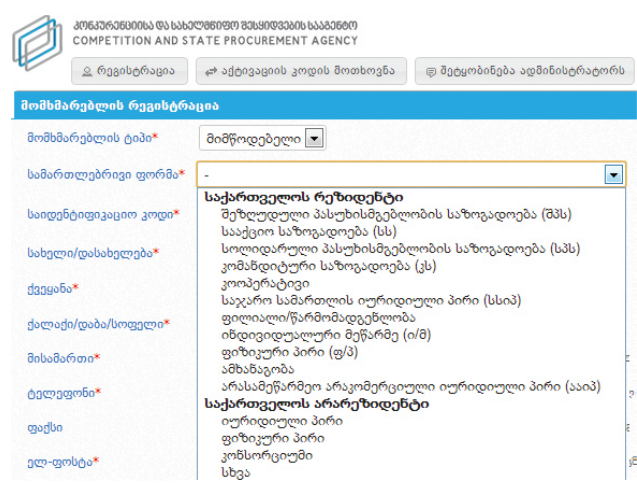 კონკურენციისა და სახელმწიფო შესყიდვების სააგენტო
COMPETITION AND STATE PROCUREMENT AGENCY
რეგისტრაცია
აქტივაციის კოდის მოთხოვნა
შეტყობინება ადმინისტრატორს
მომხმარებლის რეგისტრაცია
მომხმარებლის ტიპი*
მიმწოდებელი
სამართლებრივი ფორმა*
-
საქართველოს რეზიდენტი
საიდენტიფიკაციო კოდი*
შეზღუდული პასუხისმგებლობის საზოგადოება (შპს)
სააქციო საზოგადოება (სს)
სახელი/დასახელება*
სოლიდარული პასუხისმგებლობის საზოგადოება (სპს)
კომანდიტური საზოგადოება (კს)
ქვეყანა*
კოოპერატივი
საჯარო სამართლის იურიდიული პირი (სსიპ)
ქალაქი/დაბა/სოფელი*
ფილიალი/წარმომადგენლობა
ინდივიდუალური მეწარმე (ი/მ)
მისამართი*
ფიზიკური პირი (ფ/პ)
ამხანაგობა
ტელეფონი*
არასამეწარმეო არაკომერციული იურიდიული პირი (ააიპ)
საქართველოს არარეზიდენტი
ფაქსი
იურიდიული პირი
ფიზიკური პირი
ელ-ფოსტა*
კონსორციუმი
სხვა